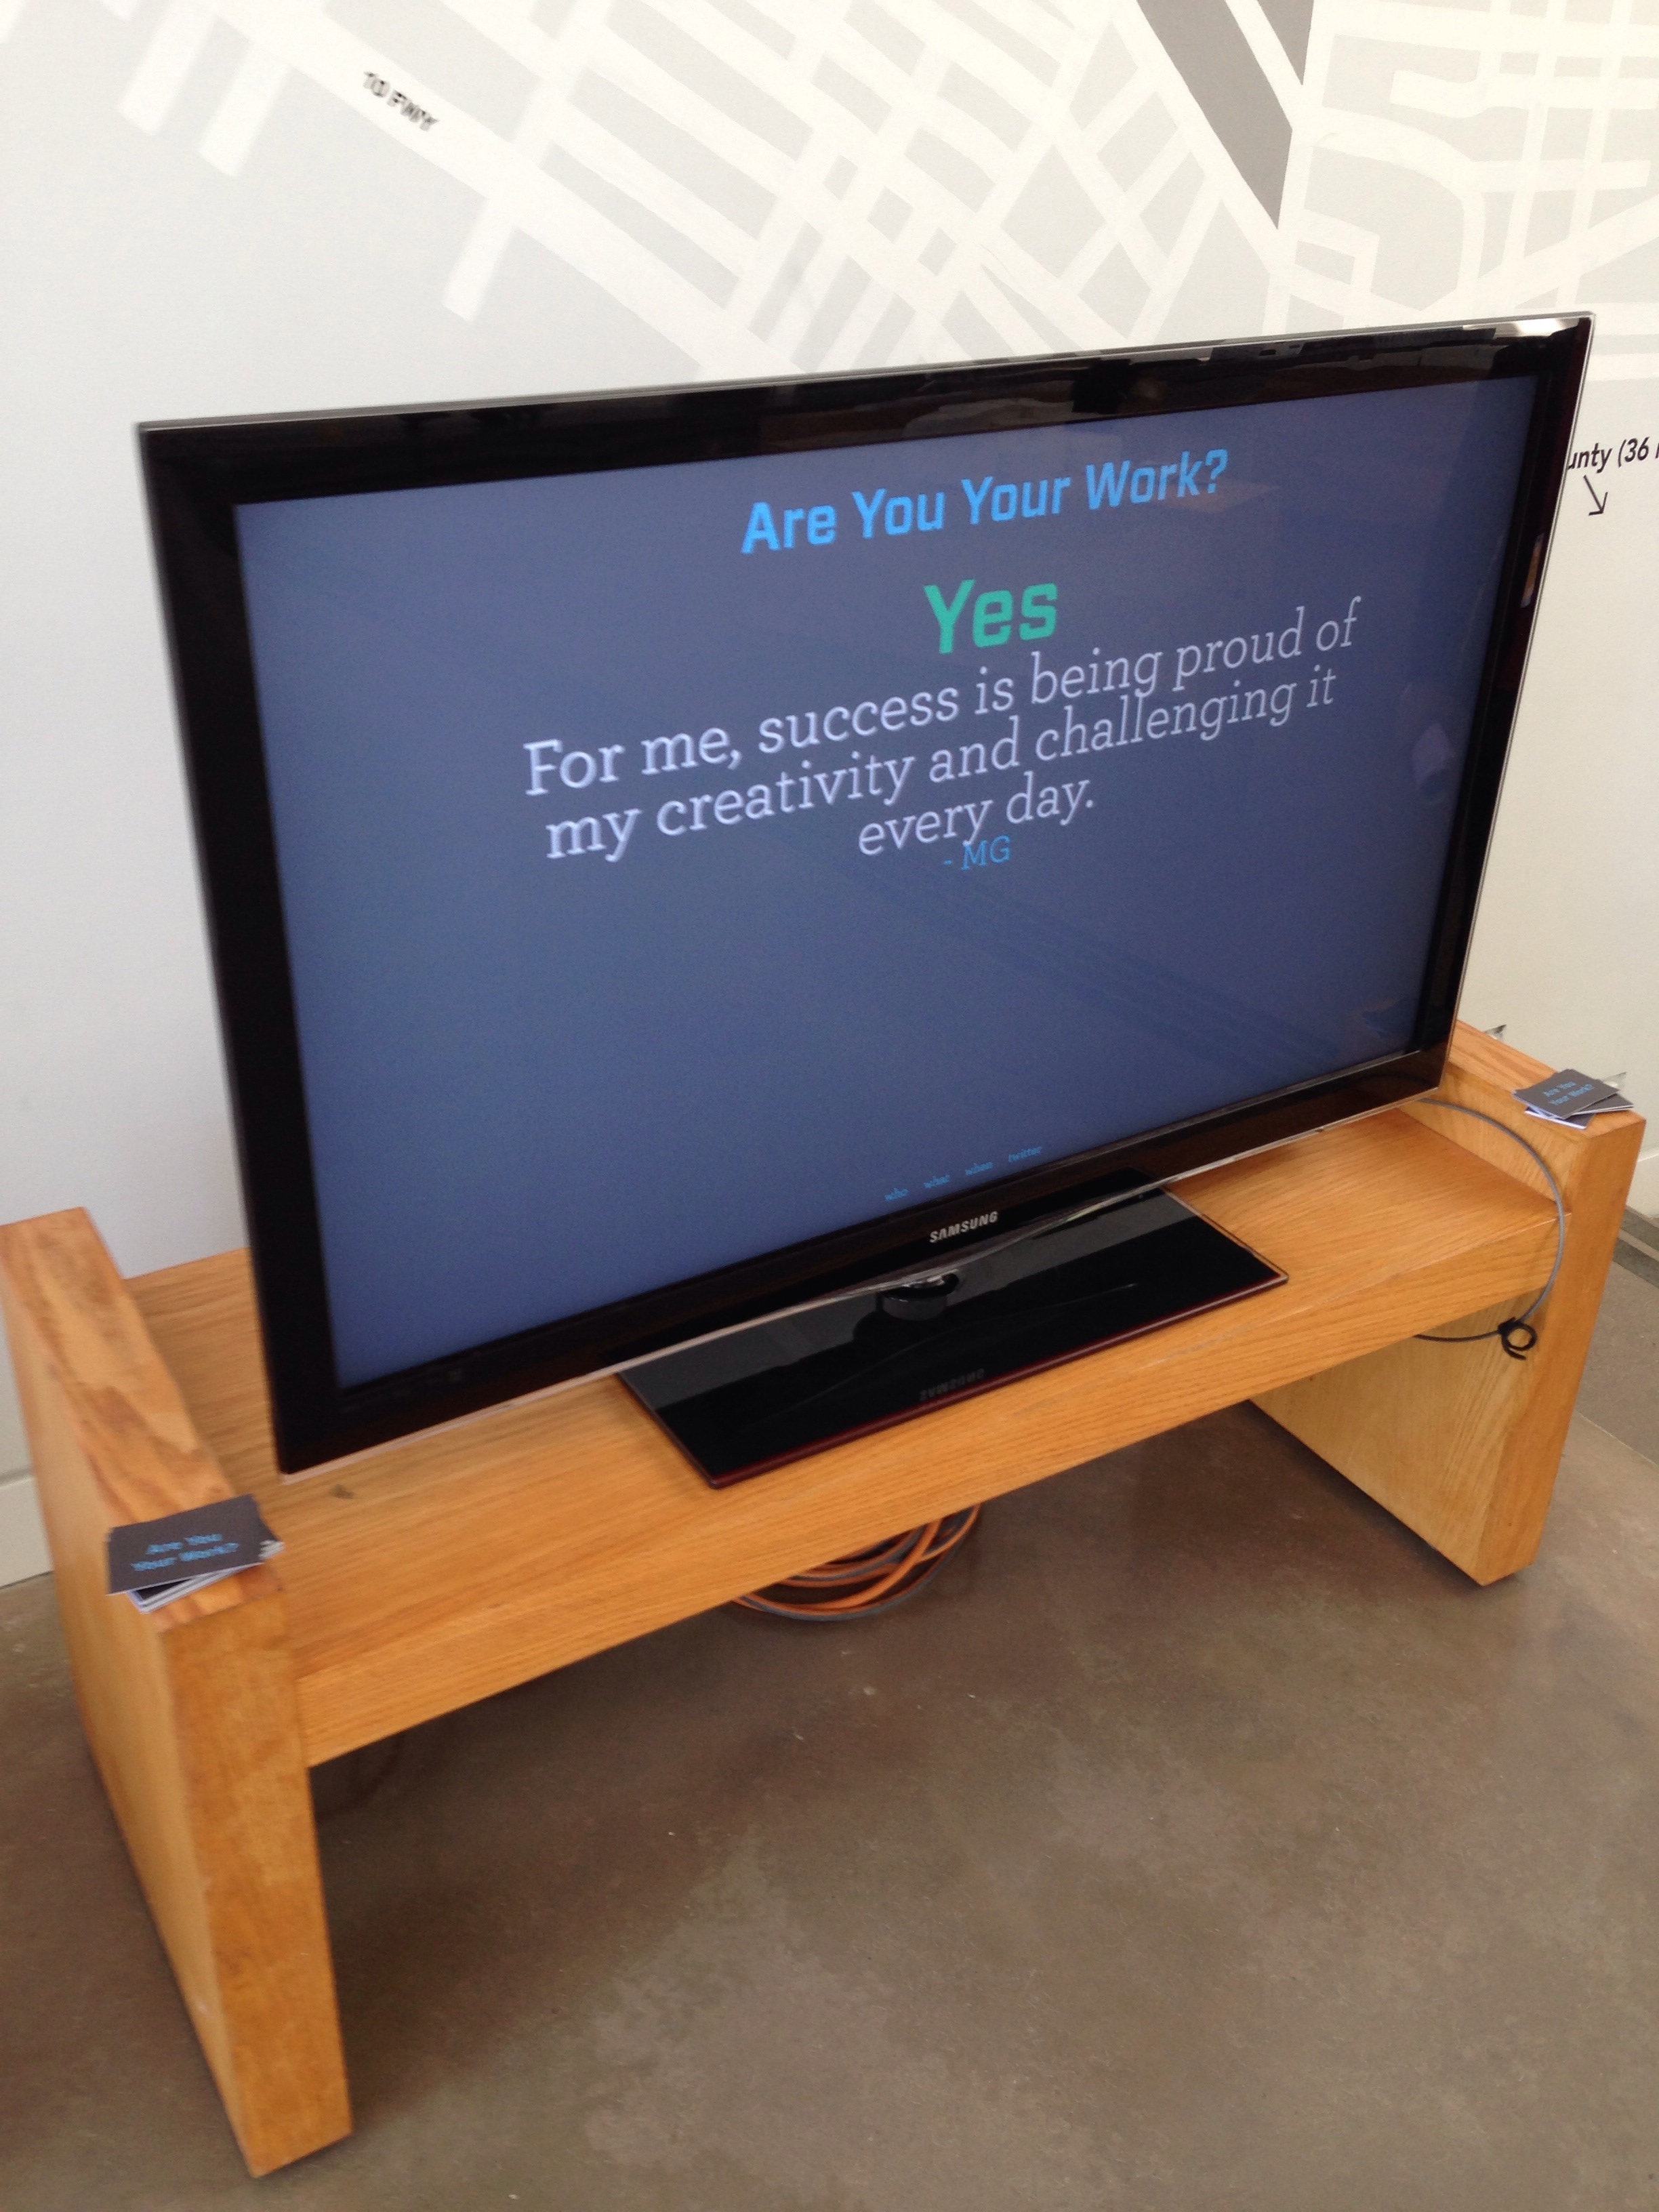 TO FWY
unty (36
Are You Your Work?
Yes
For me, success is being proud of
my creativity and challenging it
every day.
- MG
who what when twitter
SAMSUNG
Are You
Your Work?
Are You
Your Work?